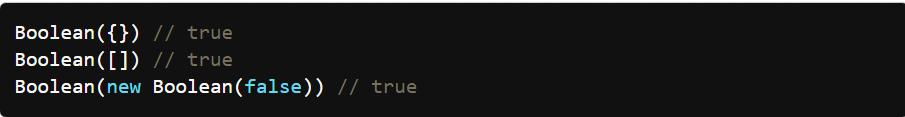 Boolean({}) // true
Boolean([]) // true
Boolean(new Boolean(false)) // true